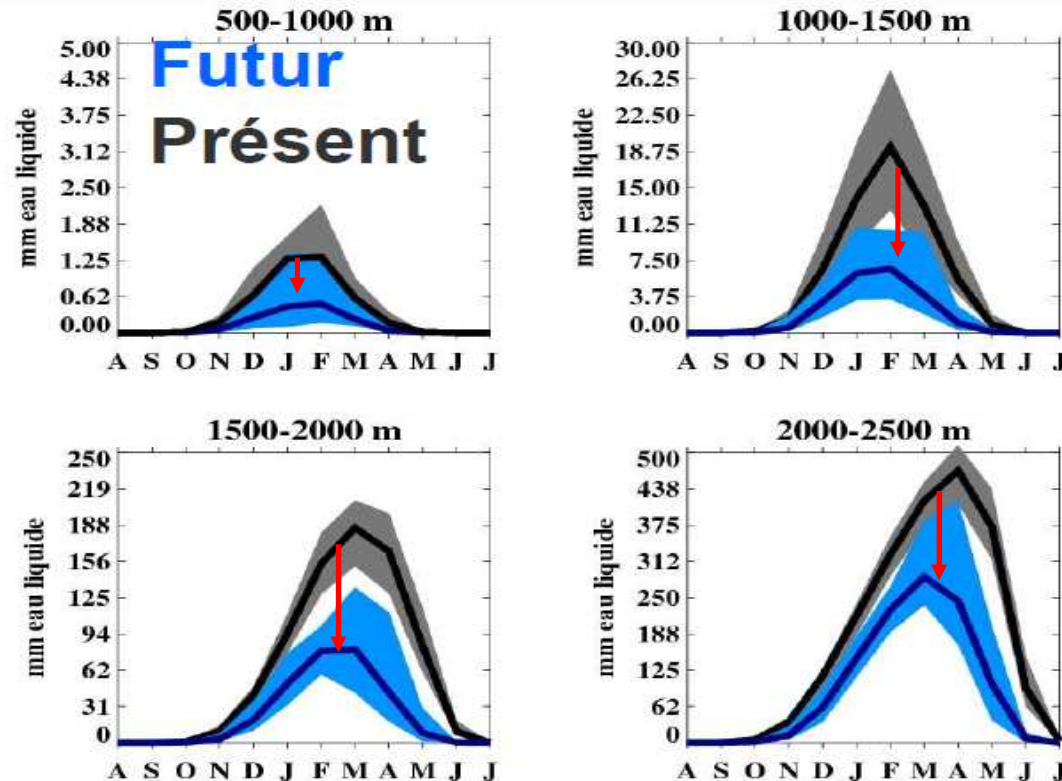 500-1000 m
Futur
Présent
mm eau liquide
5.00
4.38
3.75
3.12
2.50
1.88
1.25
0.62
0.00
A S O N D J F M A M J J
1000-1500 m
mm eau liquide
30.00
26.25
22.50
18.75
15.00
11.25
7.50
3.75
0.00
A S O N D J F M A M J J
1500-2000 m
mm eau liquide
250
219
188
156
125
94
62
31
0
A S O N D J F M A M J J
2000-2500 m
mm eau liquide
500
438
375
312
250
188
125
62
0
A S O N D J F M A M J J